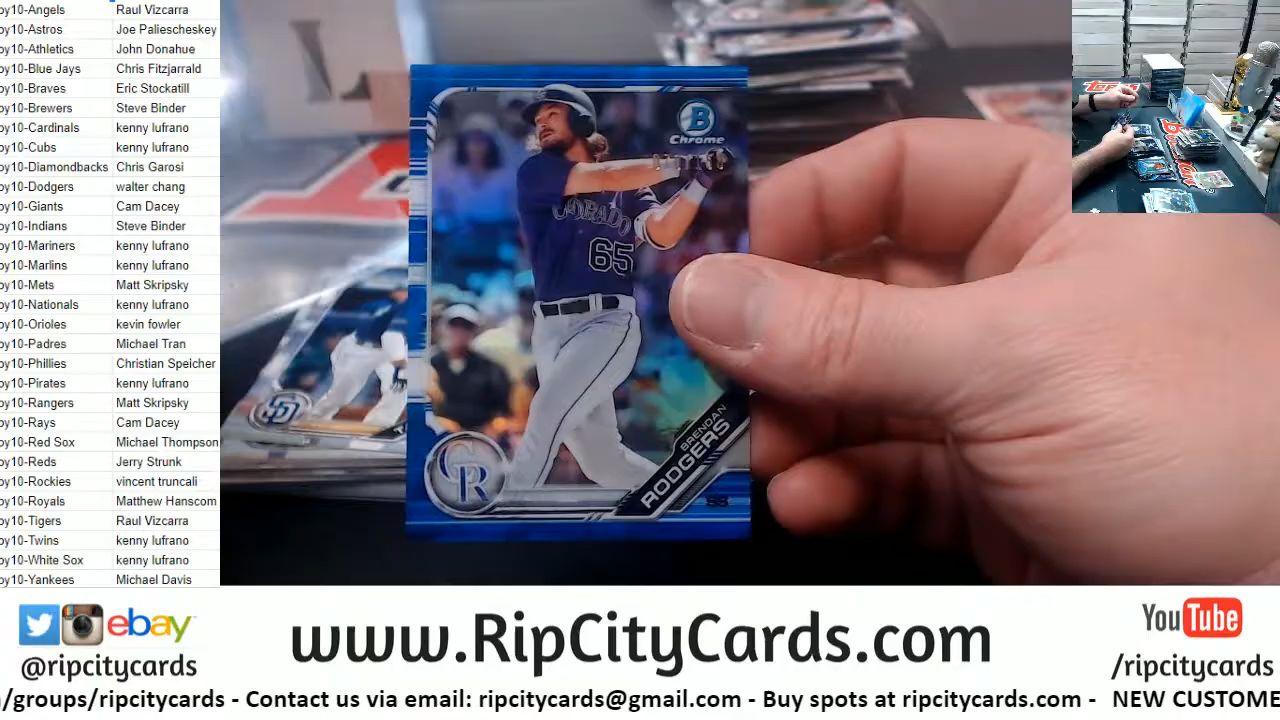 oy10-Angels Raul Vizcarra
oy10-Astros Joe Paliescheskey
oy10-Athletics John Donahue
oy10-Blue Jays Chris Fitzjarrald
oy10-Braves Eric Stockatill
oy10-Brewers Steve Binder
oy10-Cardinals kenny lufrano
oy10-Cubs kenny lufrano
oy10-Diamondbacks Chris Garosi
oy10-Dodgers walter chang
oy10-Giants Cam Dacey
oy10-Indians Steve Binder
oy10-Mariners kenny lufrano
oy10-Marlins kenny lufrano
oy10-Mets Matt Skripsky
oy10-Nationals kenny lufrano
oy10-Orioles kevin fowler
oy10-Padres Michael Tran
oy10-Phillies Christian Speicher
oy10-Pirates kenny lufrano
oy10-Rangers Matt Skripsky
oy10-Rays Cam Dacey
oy10-Red Sox Michael Thompson
oy10-Reds Jerry Strunk
oy10-Rockies vincent truncali
oy10-Royals Matthew Hanscom
oy10-Tigers Raul Vizcarra
oy10-Twins kenny lufrano
oy10-White Sox kenny lufrano
oy10-Yankees Michael Davis
B
Chrome
COLORADO
65
CR
BRENDAN
RODGERS
SS
SD
ebay
@ripcitycards
www.RipCityCards.com
YouTube
/ripcitycards
/groups/ripcitycards - Contact us via email: ripcitycards@gmail.com - Buy spots at ripcitycards.com - NEW CUSTOME